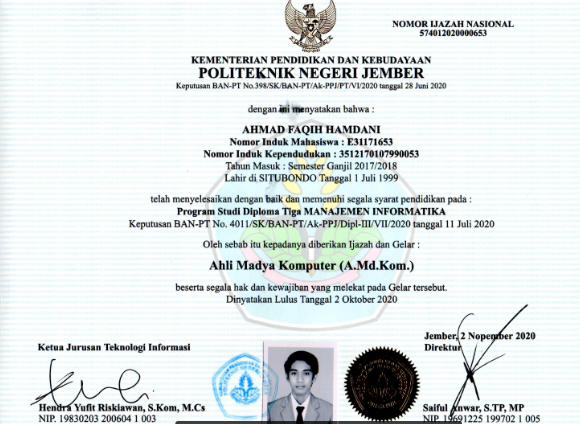 NOMOR IJAZAH NASIONAL
574012020000653
KEMENTERIAN PENDIDIKAN DAN KEBUDAYAAN
POLITEKNIK NEGERI JEMBER
Keputusan BAN-PT No.398/SK/BAN-PT/Ak-PPJ/PT/VI/2020 tanggal 28 Juni 2020
dengan ini menyatakan bahwa :
AHMAD FAQIH HAMDANI
Nomor Induk Mahasiswa : E31171653
Nomor Induk Kependudukan : 3512170107990053
Tahun Masuk : Semester Ganjil 2017/2018
Lahir di SITUBONDO Tanggal 1 Juli 1999
telah menyelesaikan dengan baik dan memenuhi segala syarat pendidikan pada :
Program Studi Diploma Tiga MANAJEMEN INFORMATIKA
Keputusan BAN-PT No. 4011/SK/BAN-PT/Ak-PPJ/Dipl-III/VII/2020 tanggal 11 Juli 2020
Oleh sebab itu kepadanya diberikan Ijazah dan Gelar :
Ahli Madya Komputer (A.Md.Kom.)
beserta segala hak dan kewajiban yang melekat pada Gelar tersebut.
Dinyatakan Lulus Tanggal 2 Oktober 2020
Jember, 2 Nopember 2020
Ketua Jurusan Teknologi Informasi
Direktur
Hendra Yufit Riskiawan, S.Kom, M.Cs
Saiful Anwar, S.TP, MP
NIP. 19830203 200604 1 003
NIP. 19691225 199702 1 005